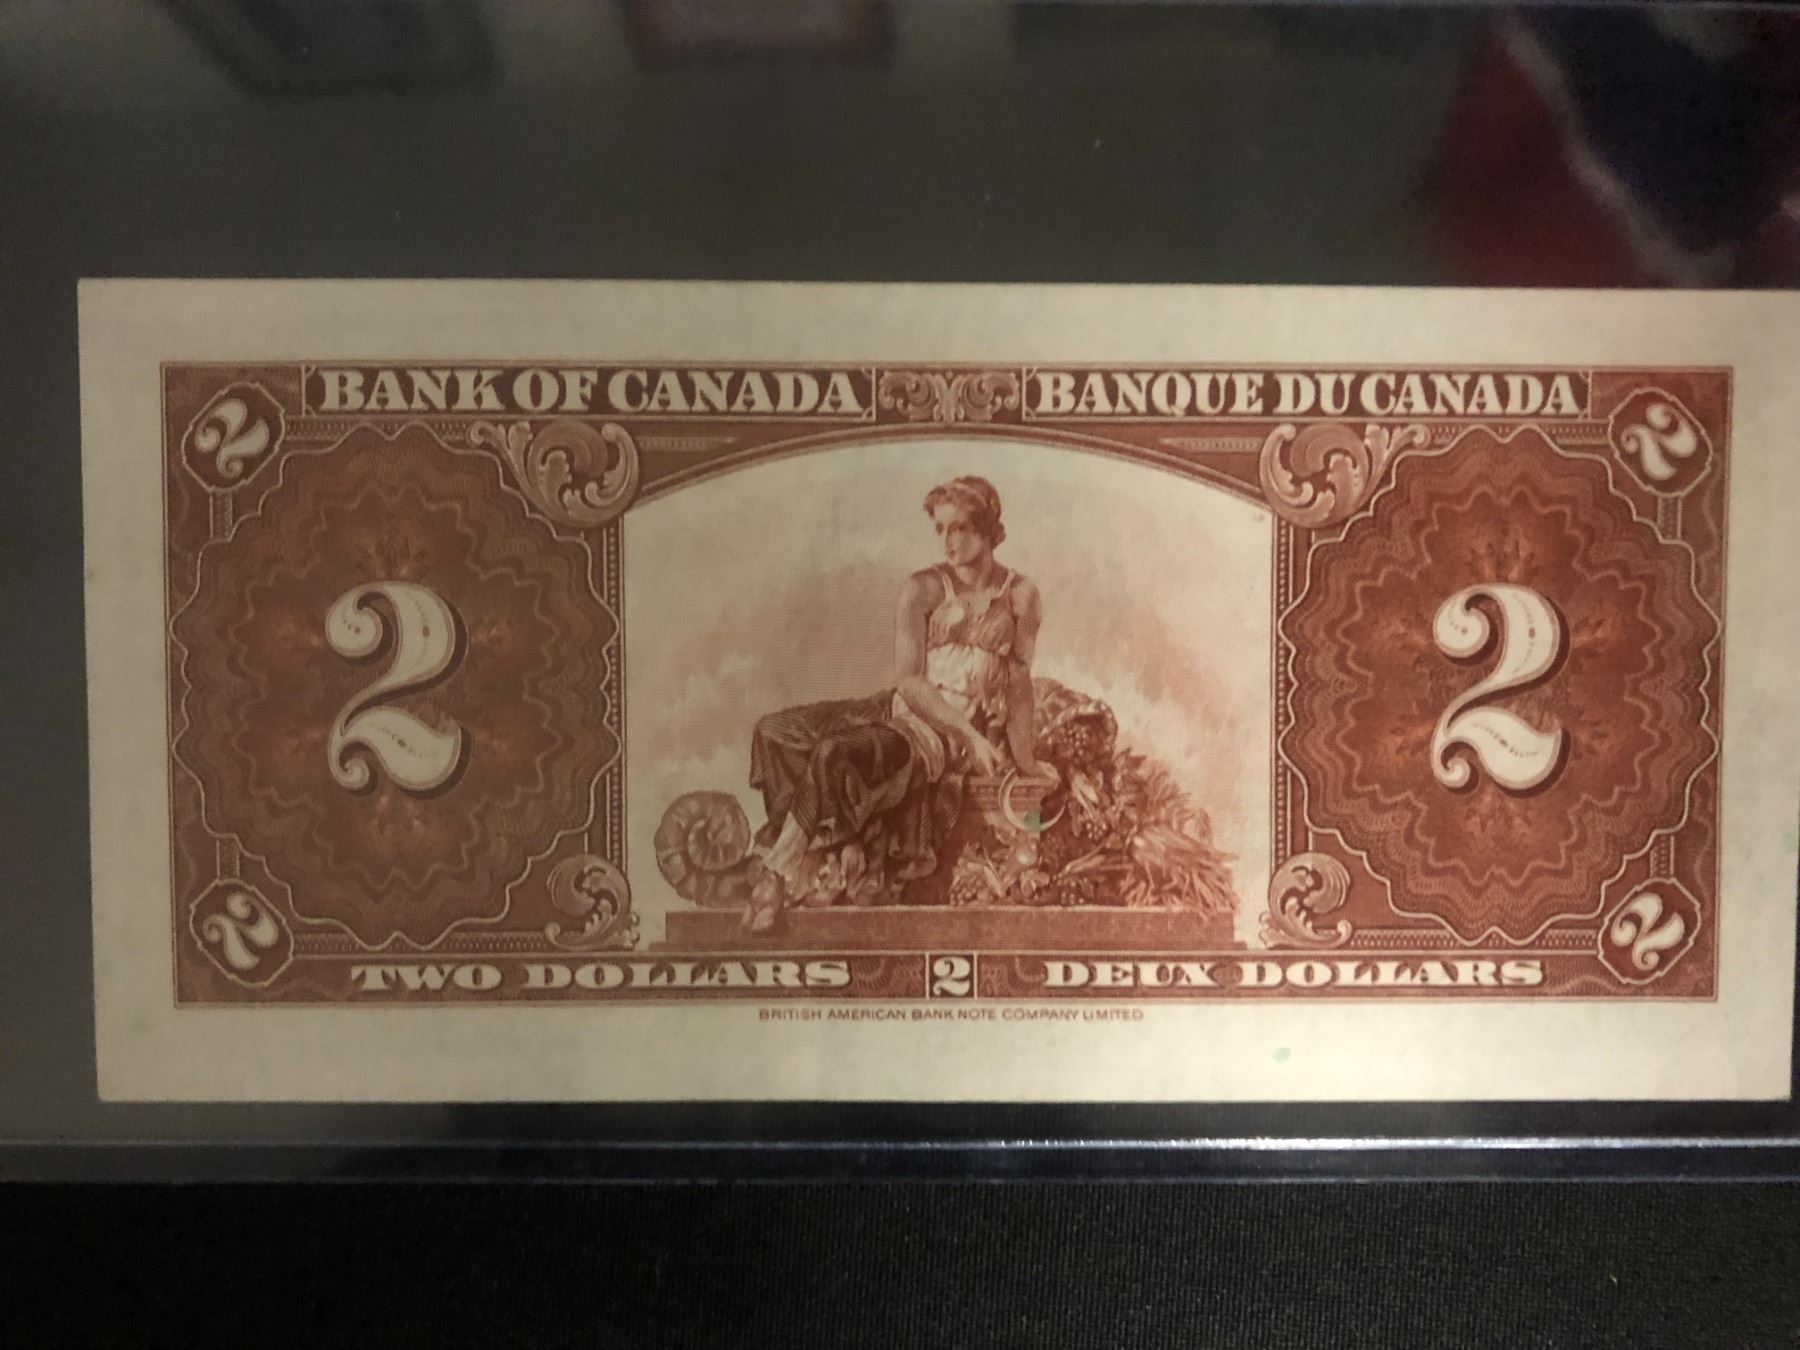 BANK OF CANADA BANQUE DU CANADA
2 2
2 2
2 2
TWO DOLLARS 2 DEUX DOLLARS
BRITISH AMERICAN BANK NOTE COMPANY LIMITED